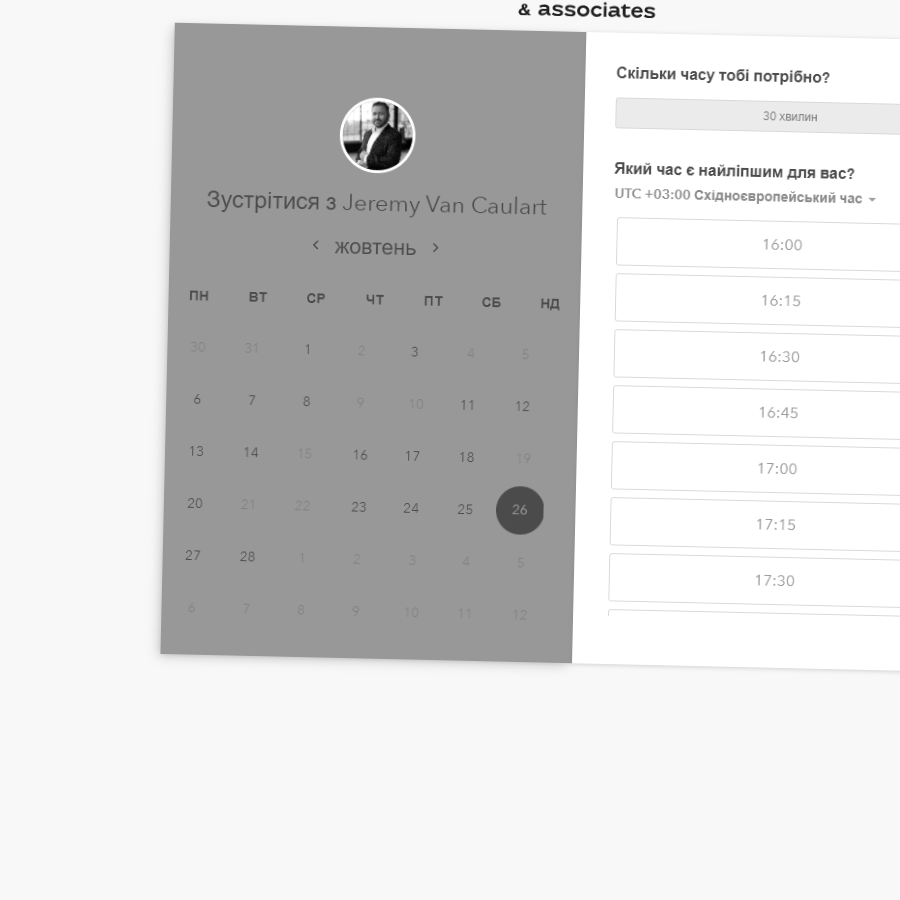 & associates
Зустрітися з Jeremy Van Caulart
жовтень
ПН ВТ СР ЧТ ПТ СБ НД
30 31 1 2 3 4 5
6 7 8 9 10 11 12
13 14 15 16 17 18 19
20 21 22 23 24 25 26
27 28 1 2 3 4 5
6 7 8 9 10 11 12
Скільки часу тобі потрібно?
30 хвилин
Який час є найліпшим для вас?
UTC +03:00 Східноєвропейський час
16:00
16:15
16:30
16:45
17:00
17:15
17:30